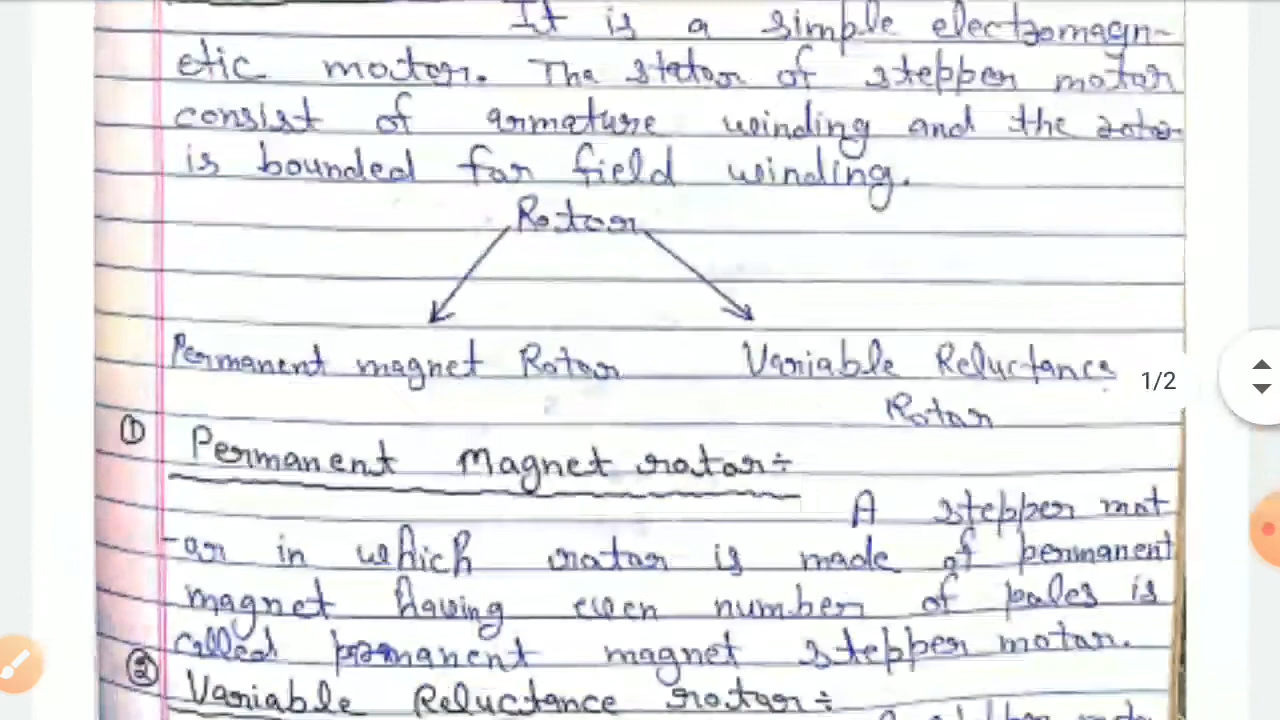 It is a simple electromagn-
etic motor. The stator of stepper motor
consist of armature winding and the rotor
is bounded for field winding.
Rotor
Permanent magnet Rotor Variable Reluctance
Rotor
1/2
① Permanent Magnet rotor÷
A stepper mot
-or in which rotor is made of permanent
magnet having even number of poles is
called permanent magnet stepper motor.
② Variable Reluctance rotor÷